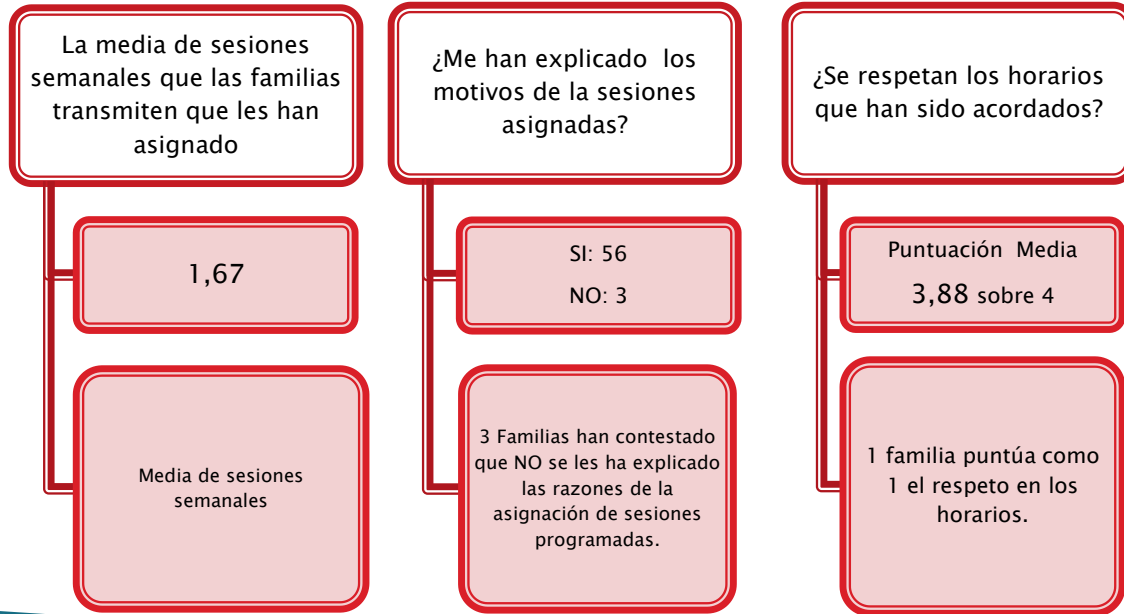 La media de sesiones
semanales que las familias
transmiten que les han
asignado
1,67
Media de sesiones
semanales
¿Me han explicado los
motivos de la sesiones
asignadas?
SI: 56
NO: 3
3 Familias han contestado
que NO se les ha explicado
las razones de la
asignación de sesiones
programadas.
¿Se respetan los horarios
que han sido acordados?
Puntuación Media
3,88 sobre 4
1 familia puntúa como
1 el respeto en los
horarios.